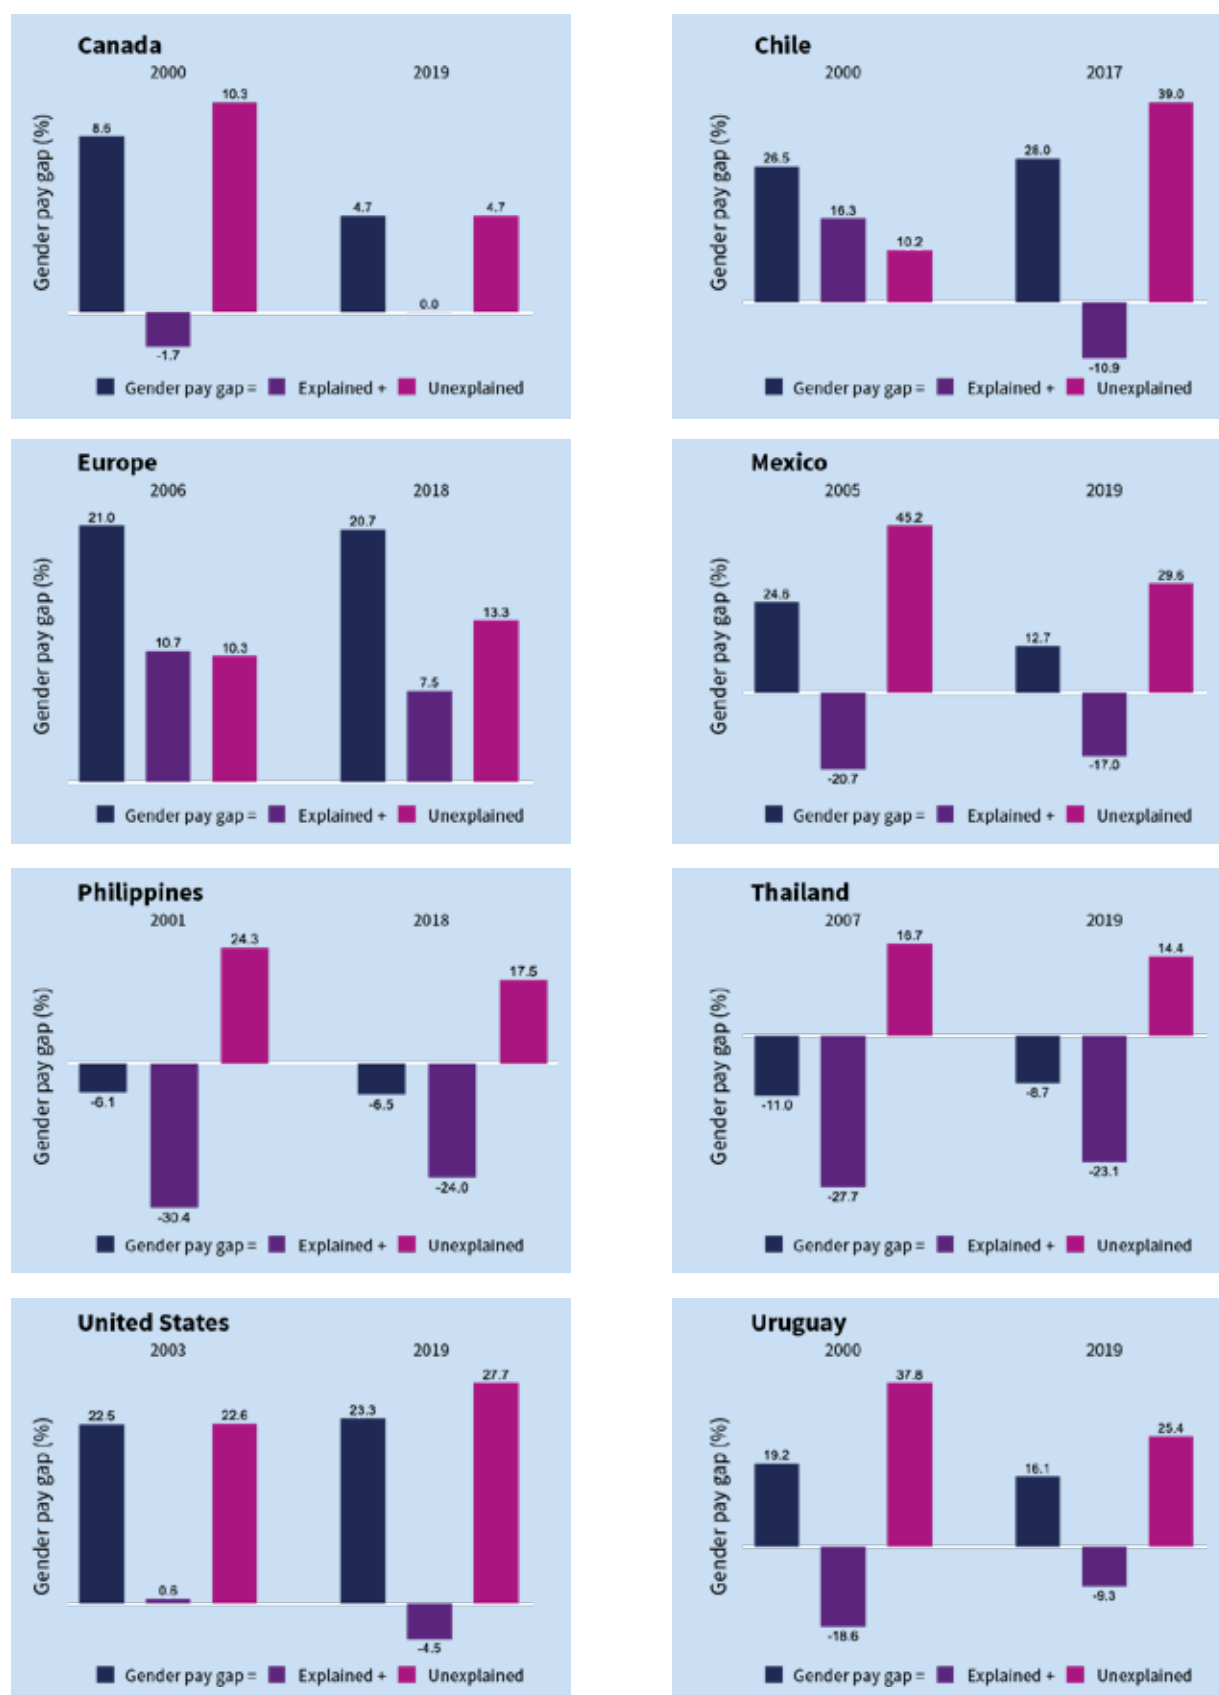 Canada
2000 2019
Gender pay gap (%)
8.6 -1.7 10.3 4.7 0.0 4.7
Gender pay gap = Explained + Unexplained
Chile
2000 2017
Gender pay gap (%)
26.5 16.3 10.2 28.0 -10.9 39.0
Gender pay gap = Explained + Unexplained
Europe
2006 2018
Gender pay gap (%)
21.0 10.7 10.3 20.7 7.5 13.3
Gender pay gap = Explained + Unexplained
Mexico
2005 2019
Gender pay gap (%)
24.6 -20.7 45.2 12.7 -17.0 29.6
Gender pay gap = Explained + Unexplained
Philippines
2001 2018
Gender pay gap (%)
-6.1 -30.4 24.3 -6.5 -24.0 17.5
Gender pay gap = Explained + Unexplained
Thailand
2007 2019
Gender pay gap (%)
-11.0 -27.7 16.7 -8.7 -23.1 14.4
Gender pay gap = Explained + Unexplained
United States
2003 2019
Gender pay gap (%)
22.5 0.6 22.6 23.3 -4.5 27.7
Gender pay gap = Explained + Unexplained
Uruguay
2000 2019
Gender pay gap (%)
19.2 -18.6 37.8 16.1 -9.3 25.4
Gender pay gap = Explained + Unexplained